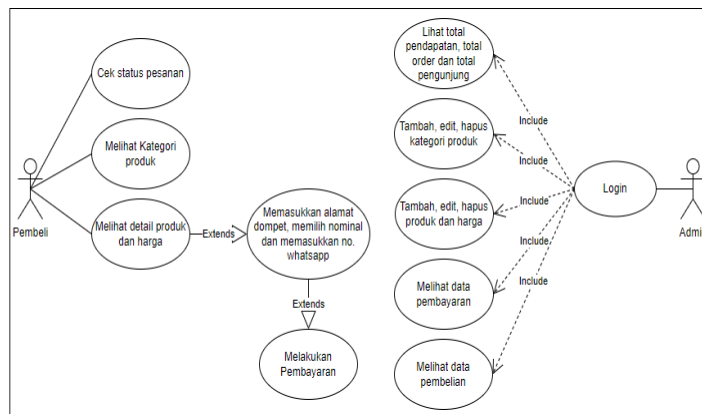 Cek status pesanan
Melihat Kategori
produk
Melihat detail produk
dan harga
Pembeli
Extends
Memasukkan alamat
dompet, memilih nominal
dan memasukkan no.
whatsapp
Extends
Melakukan
Pembayaran
Lihat total
pendapatan, total
order dan total
pengunjung
Tambah, edit, hapus
kategori produk
Tambah, edit, hapus
produk dan harga
Melihat data
pembayaran
Melihat data
pembelian
Include
Include
Include
Include
Include
Login
Admi